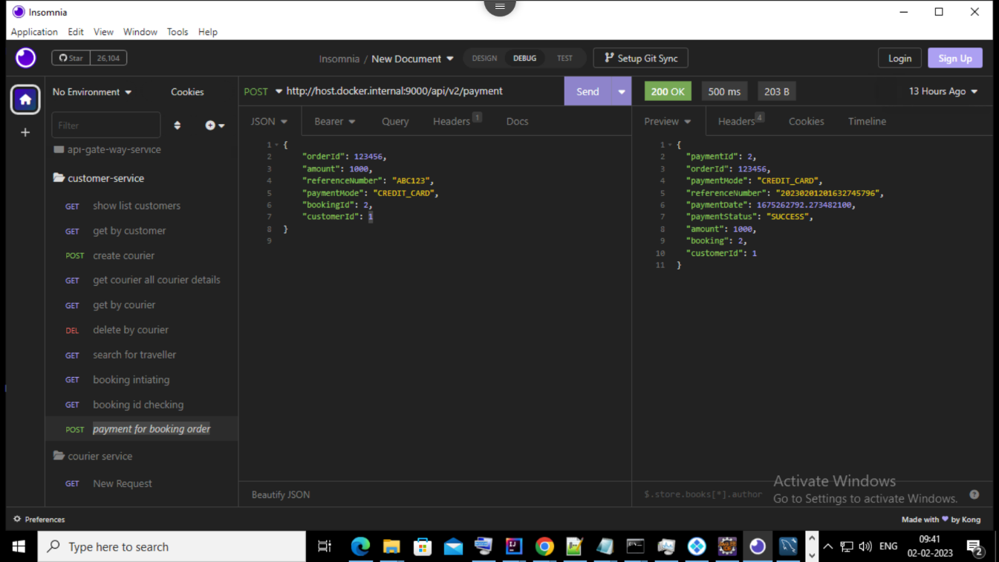 Insomnia
Application Edit View Window Tools Help
Star 26,104
Insomnia / New Document
DESIGN DEBUG TEST
Setup Git Sync
Login
Sign Up
No Environment
Cookies
Filter
api-gate-way-service
customer-service
GET show list customers
GET get by customer
POST create courier
GET get courier all courier details
GET get by courier
DEL delete by courier
GET search for traveller
GET booking intiating
GET booking id checking
POST payment for booking order
courier service
GET New Request
POST http://host.docker.internal:9000/api/v2/payment
Send
JSON Bearer Query Headers 1 Docs
1 {
2 "orderId": 123456,
3 "amount": 1000,
4 "referenceNumber": "ABC123",
5 "paymentMode": "CREDIT_CARD",
6 "bookingId": 2,
7 "customerId": 1
8 }
9
Beautify JSON
200 OK 500 ms 203 B 13 Hours Ago
Preview Headers 4 Cookies Timeline
1 {
2 "paymentId": 2,
3 "orderId": 123456,
4 "paymentMode": "CREDIT_CARD",
5 "referenceNumber": "20230201201632745796",
6 "paymentDate": 1675262792.273482100,
7 "paymentStatus": "SUCCESS",
8 "amount": 1000,
9 "booking": 2,
10 "customerId": 1
11 }
$.store.books[*].author
Activate Windows
Go to Settings to activate Windows.
Preferences
Made with by Kong
Type here to search
ENG
09:41
02-02-2023
2